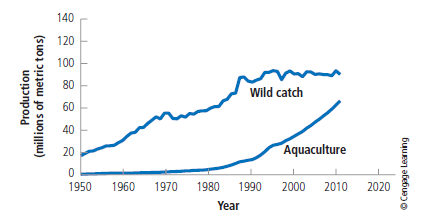 Production
(millions of metric tons)
140
120
100
80
60
40
20
0
Wild catch
Aquaculture
1950 1960 1970 1980 1990 2000 2010 2020
Year
© Cengage Learning